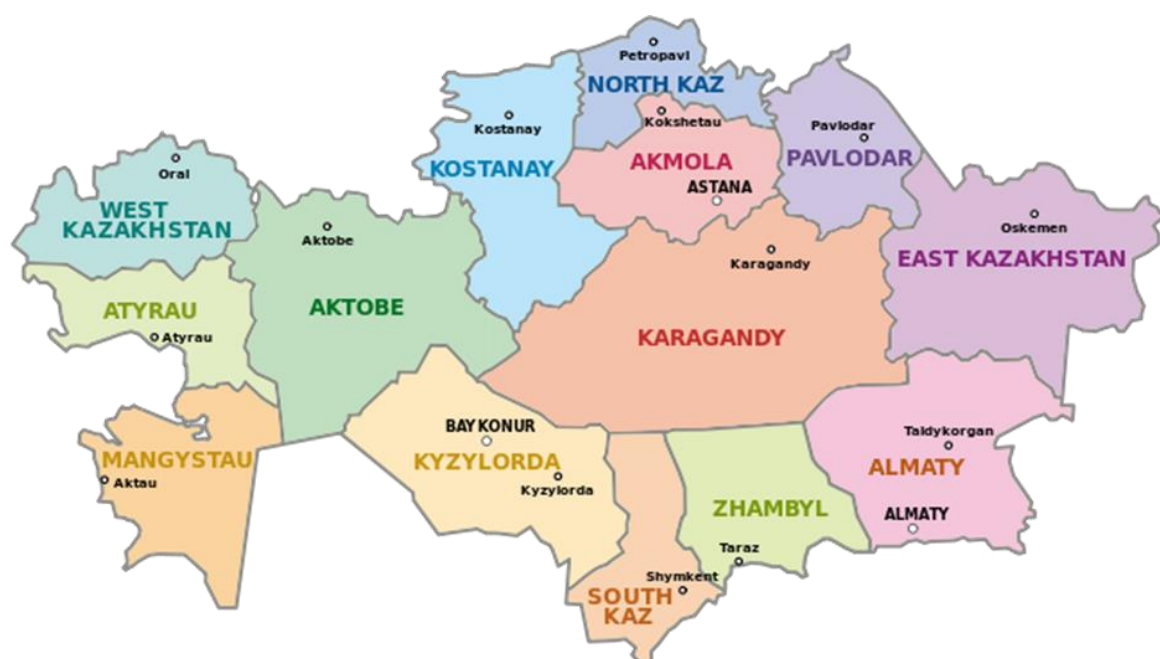 Petropavl
NORTH KAZ
Kostanay
Kokshetau
Pavlodar
KOSTANAY
AKMOLA
PAVLODAR
ASTANA
Oral
WEST
KAZAKHSTAN
Aktobe
Oskemen
Karagandy
EAST KAZAKHSTAN
ATYRAU
AKTOBE
Atyrau
KARAGANDY
BAYKONUR
KYZYLORDA
Kyzylorda
MANGYSTAU
Aktau
Taldykorgan
ALMATY
ALMATY
ZHAMBYL
Taraz
Shymkent
SOUTH
KAZ